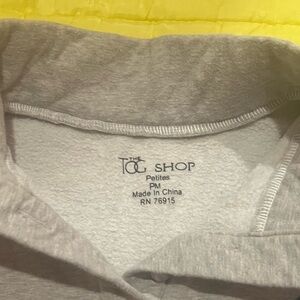 THE
TOG SHOP
Petites
PM
Made In China
RN 76915